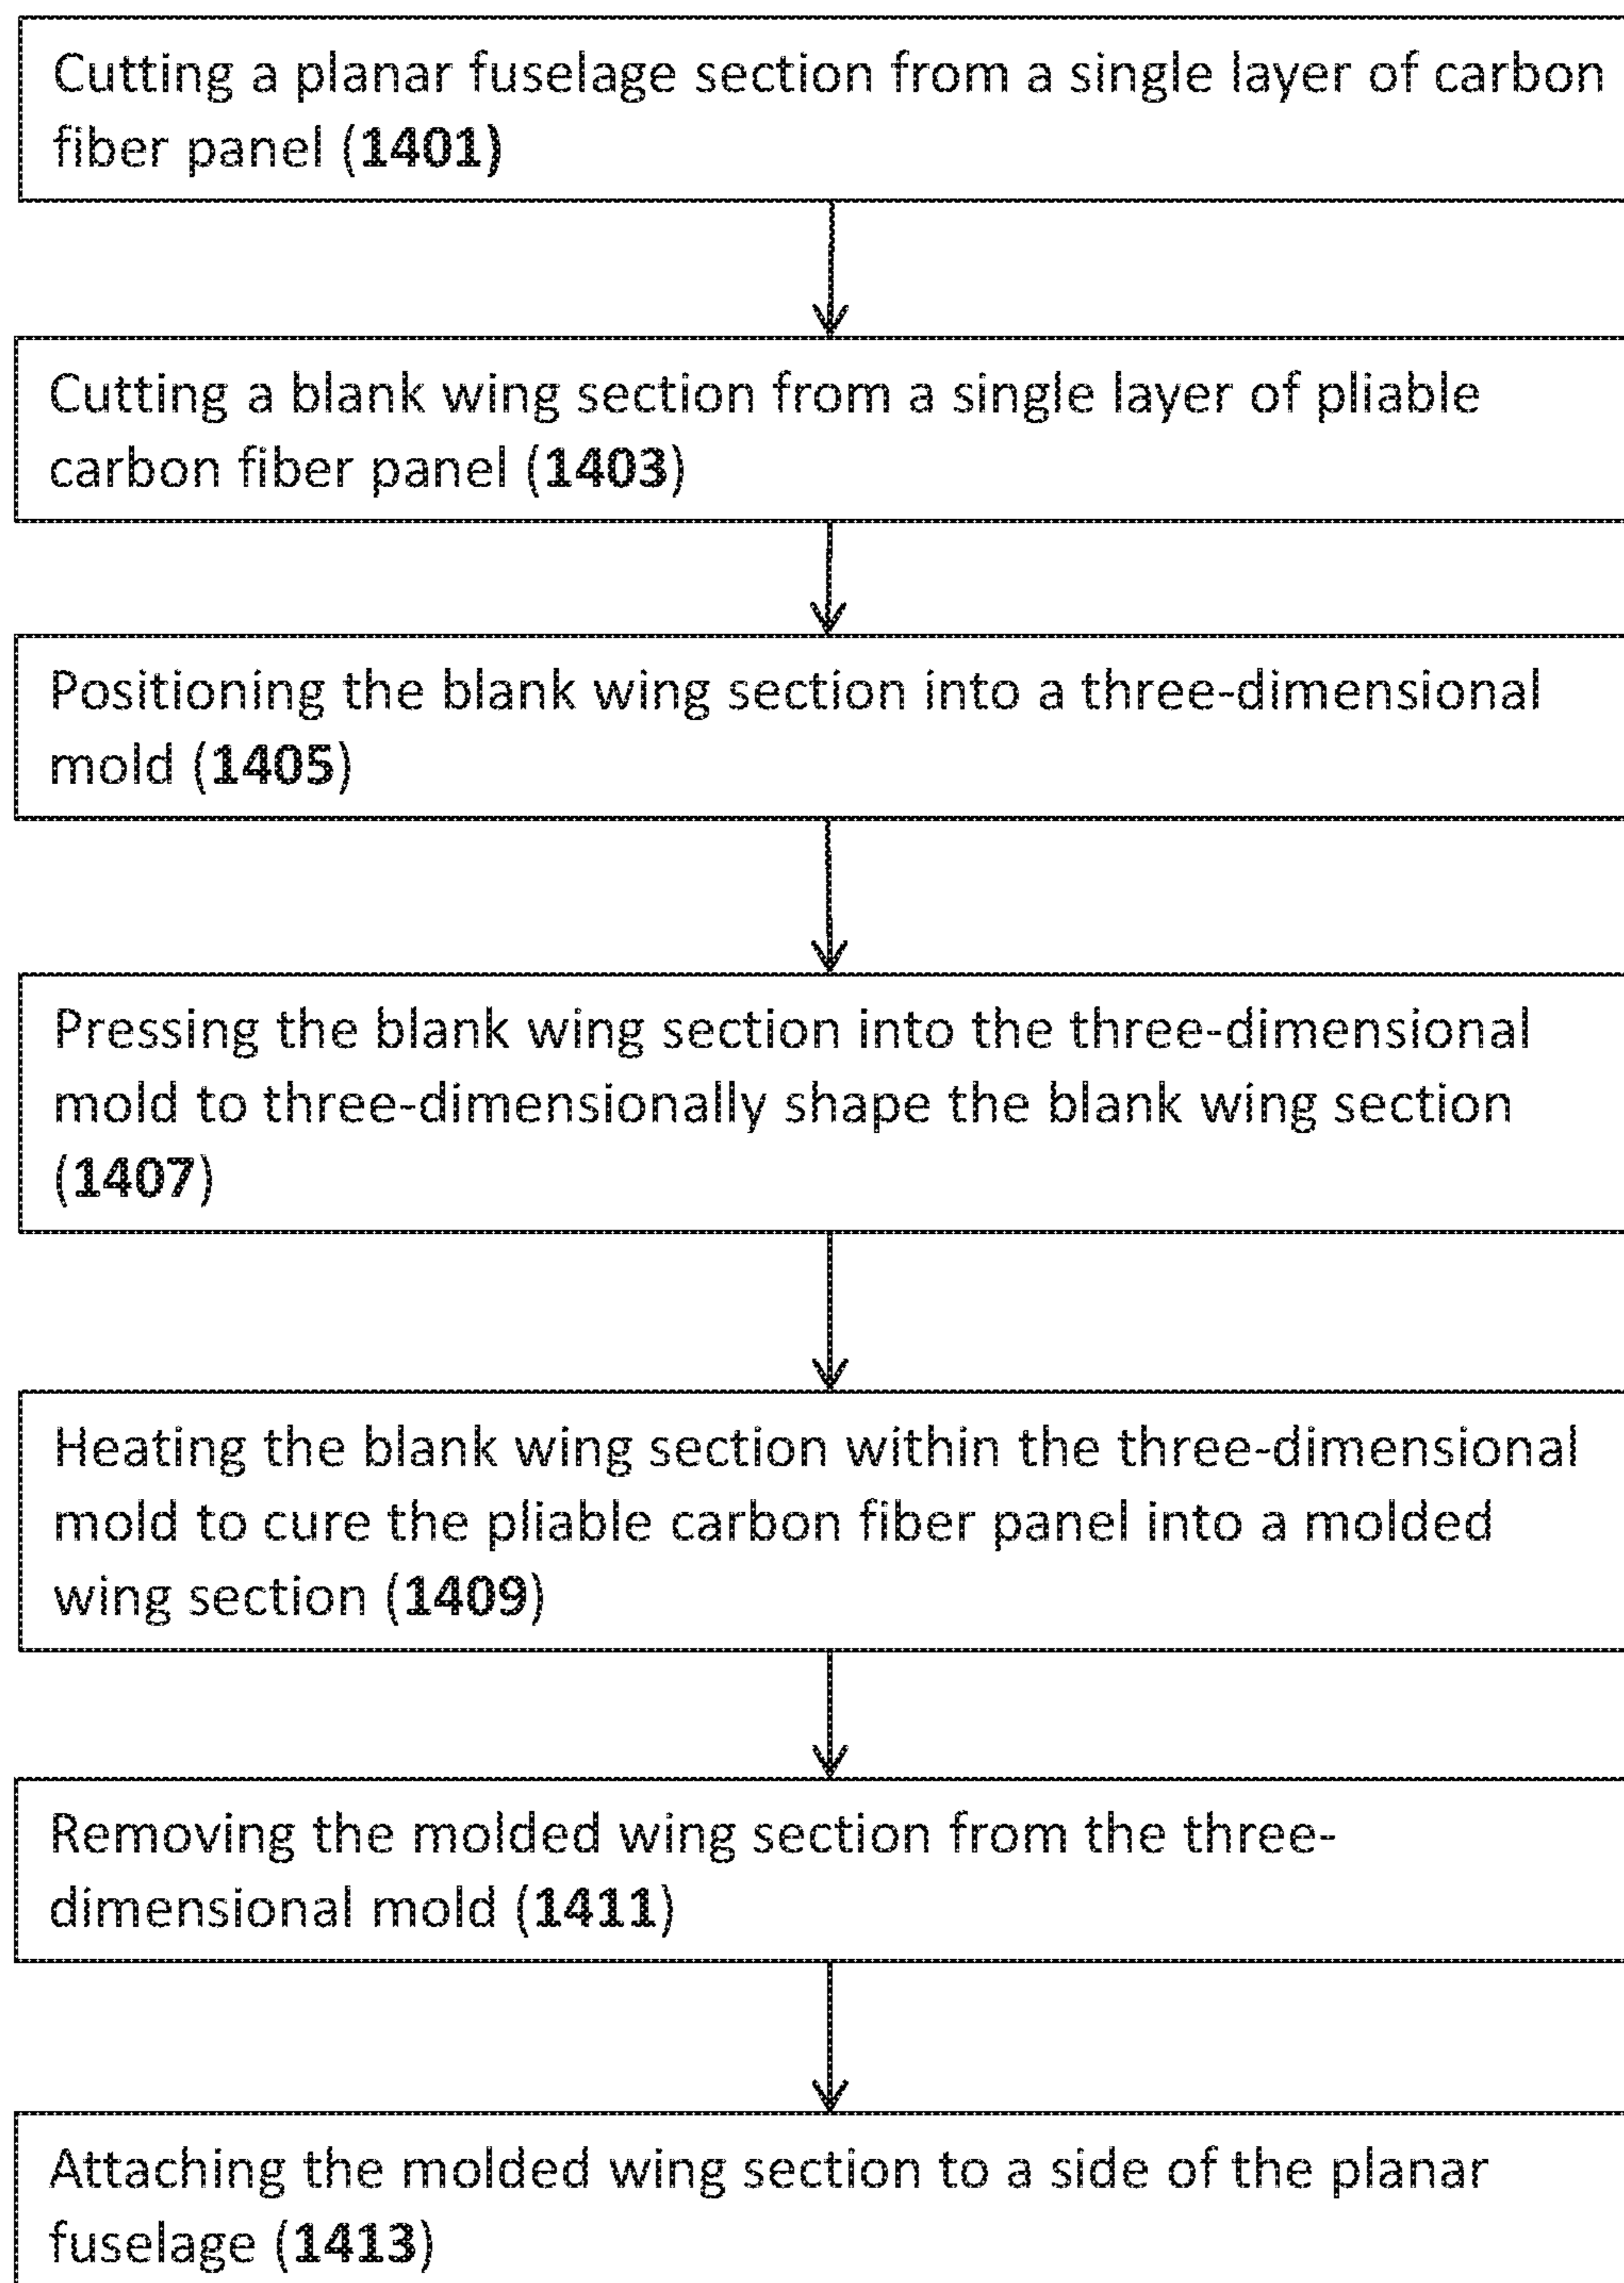 Cutting a planar fuselage section from a single layer of carbon
fiber panel (1401)
Cutting a blank wing section from a single layer of pliable
carbon fiber panel (1403)
Positioning the blank wing section into a three-dimensional
mold (1405)
Pressing the blank wing section into the three-dimensional
mold to three-dimensionally shape the blank wing section
(1407)
Heating the blank wing section within the three-dimensional
mold to cure the pliable carbon fiber panel into a molded
wing section (1409)
Removing the molded wing section from the three-
dimensional mold (1411)
Attaching the molded wing section to a side of the planar
fuselage (1413)